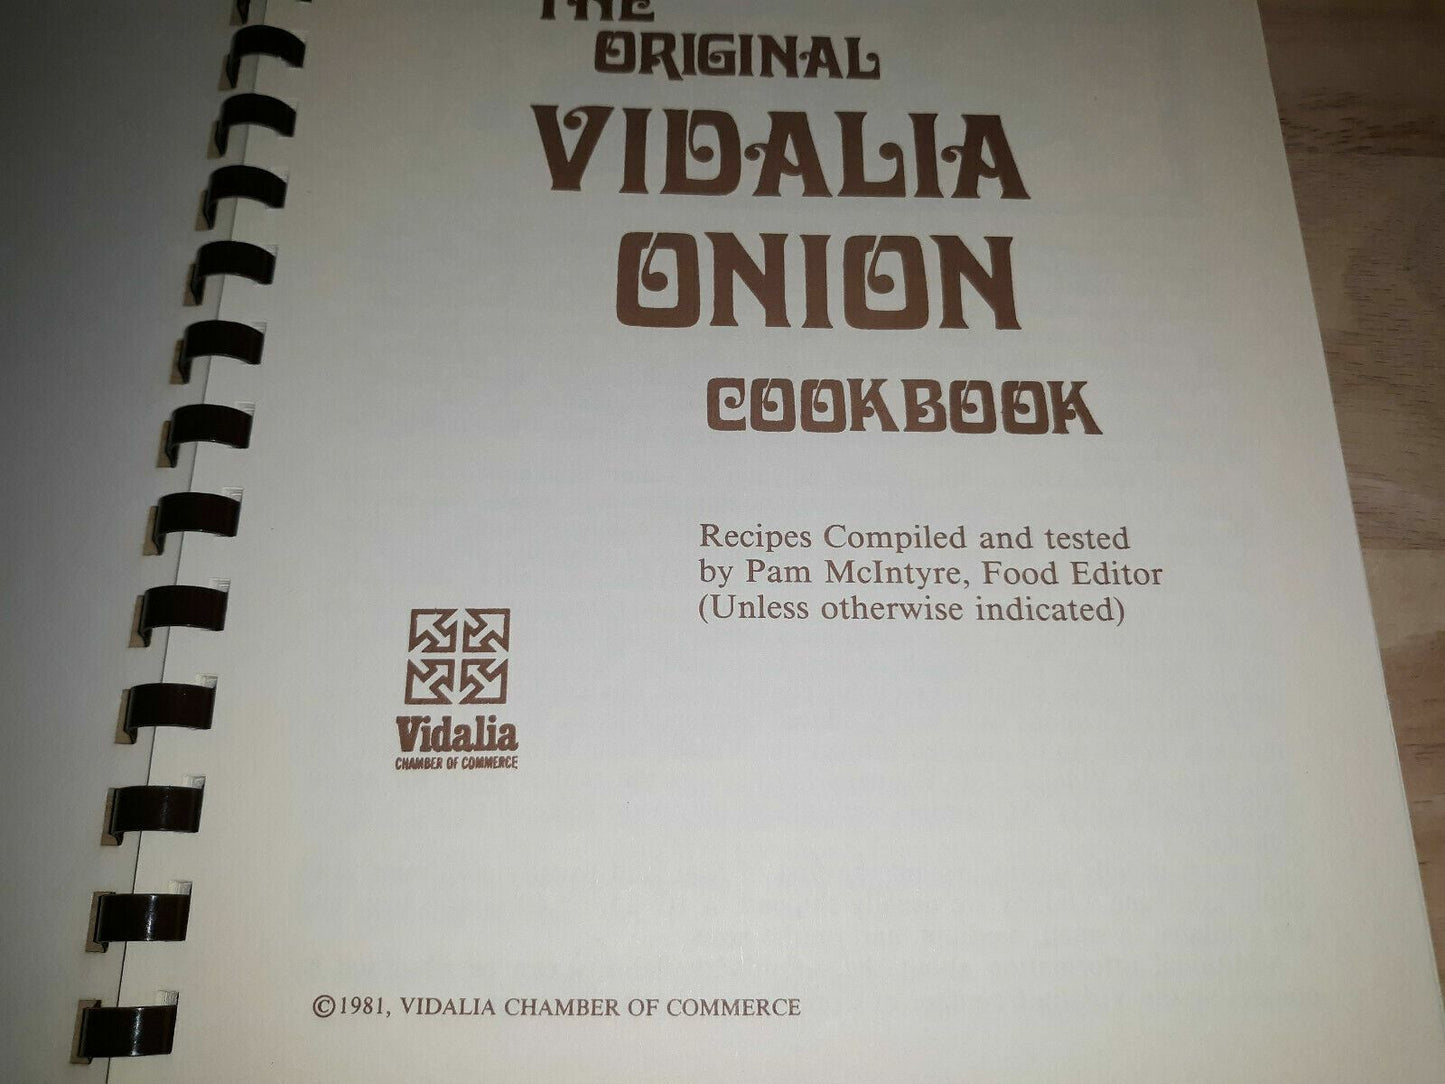 THE
ORIGINAL
VIDALIA
ONION
COOKBOOK
Recipes Compiled and tested
by Pam McIntyre, Food Editor
(Unless otherwise indicated)
Vidalia
CHAMBER OF COMMERCE
©1981, VIDALIA CHAMBER OF COMMERCE